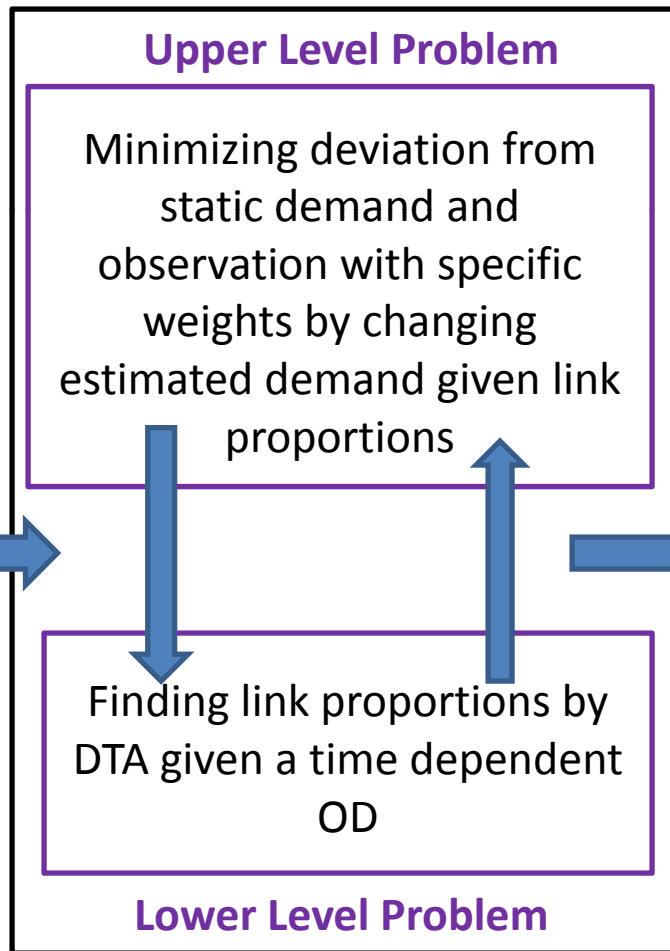 Upper Level Problem
Minimizing deviation from
static demand and
observation with specific
weights by changing
estimated demand given link
proportions
Finding link proportions by
DTA given a time dependent
OD
Lower Level Problem